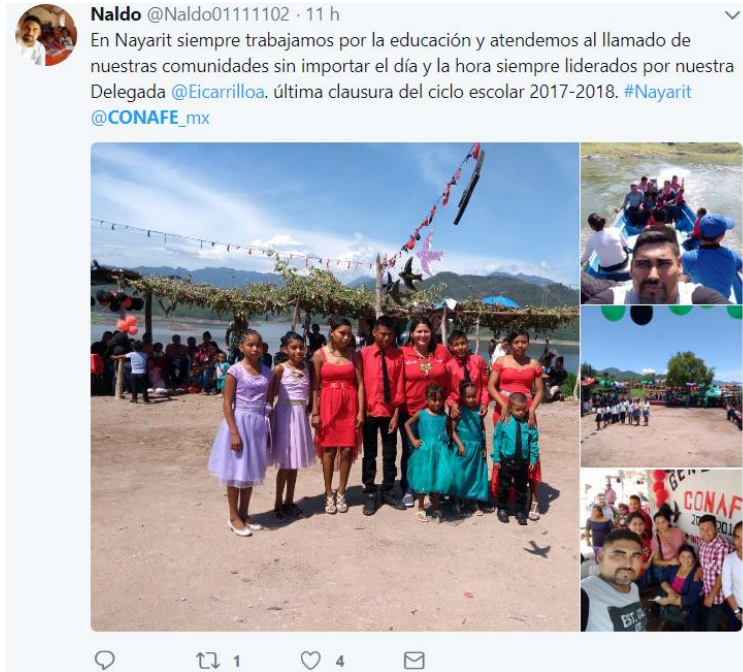 Naldo @Naldo01111102 · 11 h
En Nayarit siempre trabajamos por la educación y atendemos al llamado de
nuestras comunidades sin importar el día y la hora siempre liderados por nuestra
Delegada @Eicarrilloa. última clausura del ciclo escolar 2017-2018. #Nayarit
@CONAFE_mx
GENE
CONAF
EST.
1
4